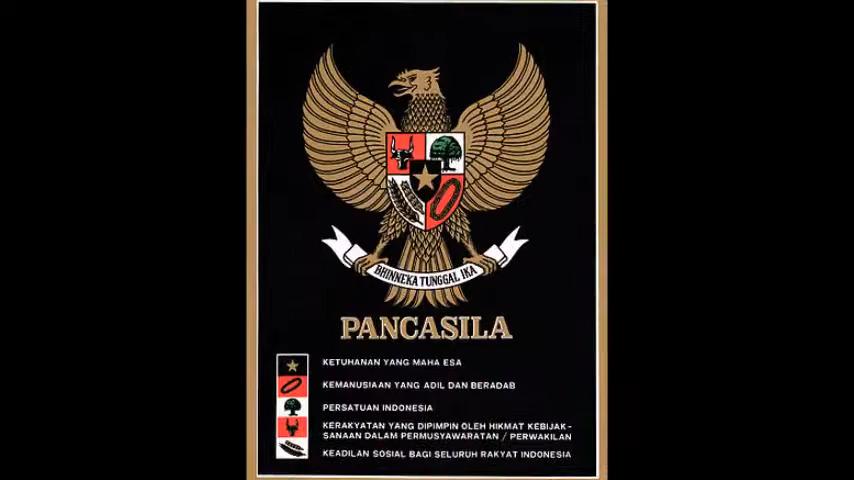 BHINNEKA TUNGGAL IKA
PANCASILA
KETUHANAN YANG MAHA ESA
KEMANUSIAAN YANG ADIL DAN BERADAB
PERSATUAN INDONESIA
KERAKYATAN YANG DIPIMPIN OLEH HIKMAT KEBIJAK-
SANAAN DALAM PERMUSYAWARATAN / PERWAKILAN
KEADILAN SOSIAL BAGI SELURUH RAKYAT INDONESIA